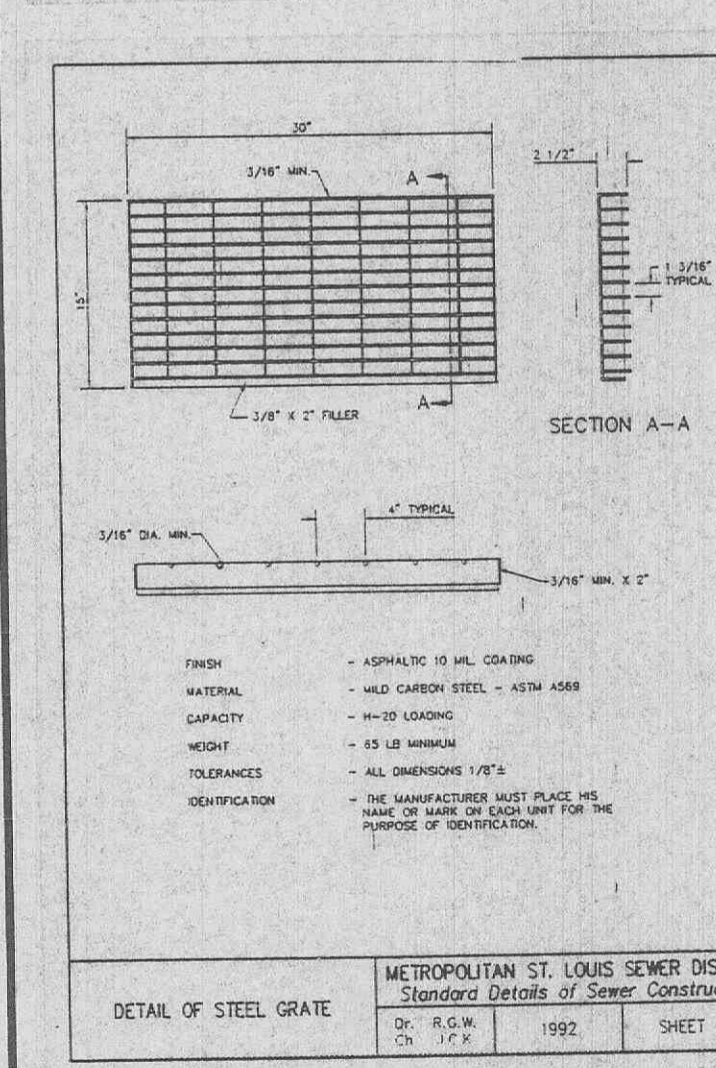 30"
3/16" MIN.
A
2 1/2"
15"
1 3/16"
TYPICAL
3/8" X 2" FILLER
A
SECTION A-A
4" TYPICAL
3/16" DIA. MIN.
3/16" MIN. X 2"
FINISH - ASPHALTIC 10 MIL. COATING
MATERIAL - MILD CARBON STEEL - ASTM A569
CAPACITY - H-20 LOADING
WEIGHT - 65 LB MINIMUM
TOLERANCES - ALL DIMENSIONS 1/8"±
IDENTIFICATION - THE MANUFACTURER MUST PLACE HIS
NAME OR MARK ON EACH UNIT FOR THE
PURPOSE OF IDENTIFICATION.
DETAIL OF STEEL GRATE
METROPOLITAN ST. LOUIS SEWER DIS
Standard Details of Sewer Construc
Dr. R.G.W.
Ch J.C.K.
1992
SHEET